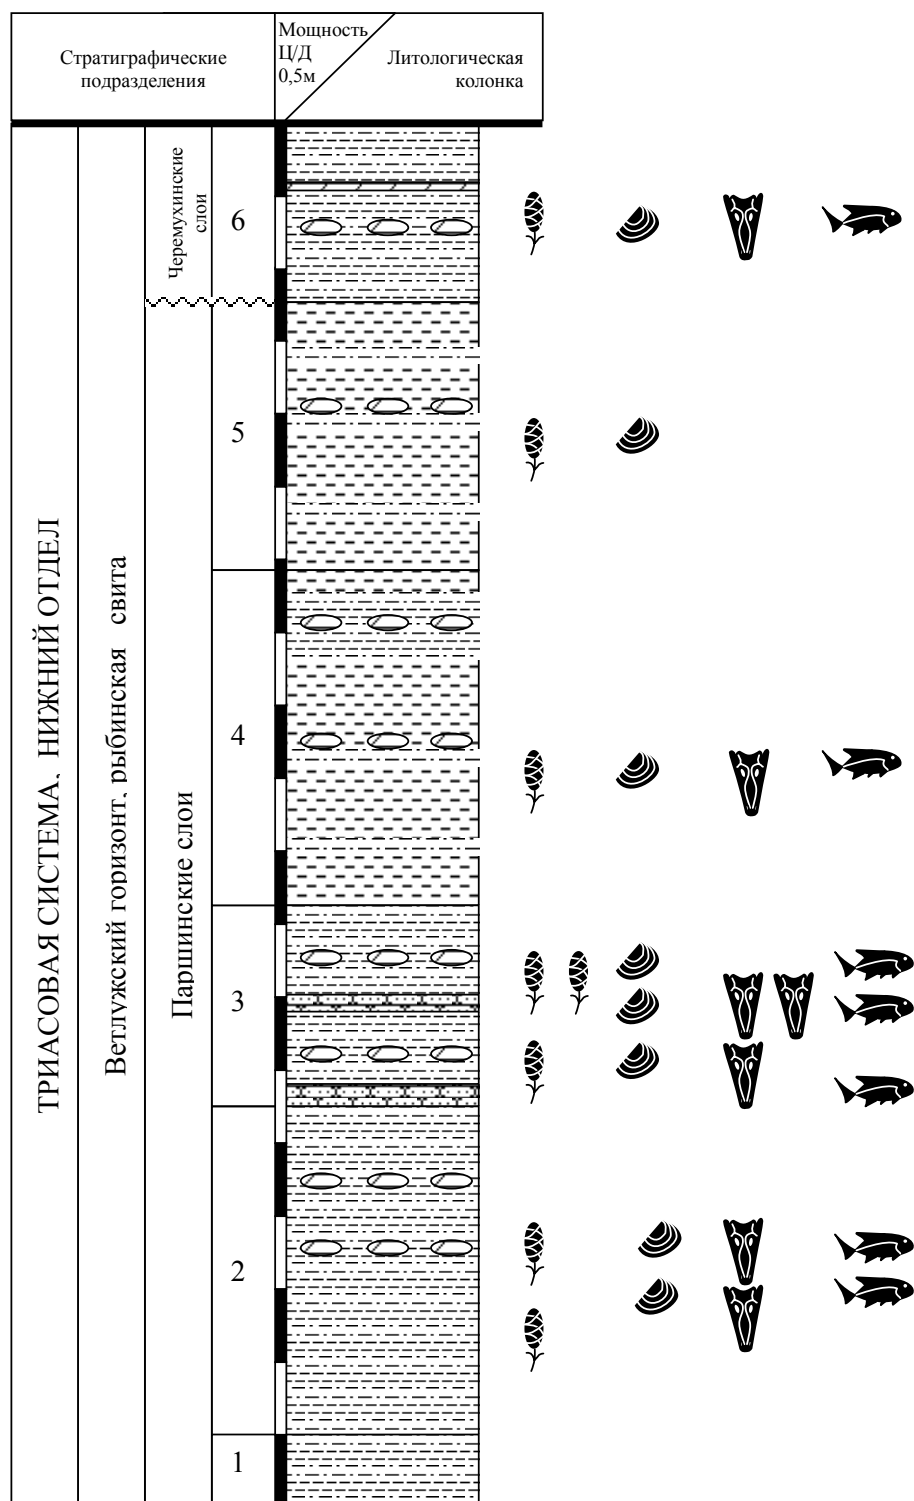 Стратиграфические
подразделения
Мощность
Ц/Д
0,5м
Литологическая
колонка
ТРИАСОВАЯ СИСТЕМА, НИЖНИЙ ОТДЕЛ
Ветлужский горизонт, рыбинская свита
Черемухинские
слои
Паршинские слои
6
5
4
3
2
1